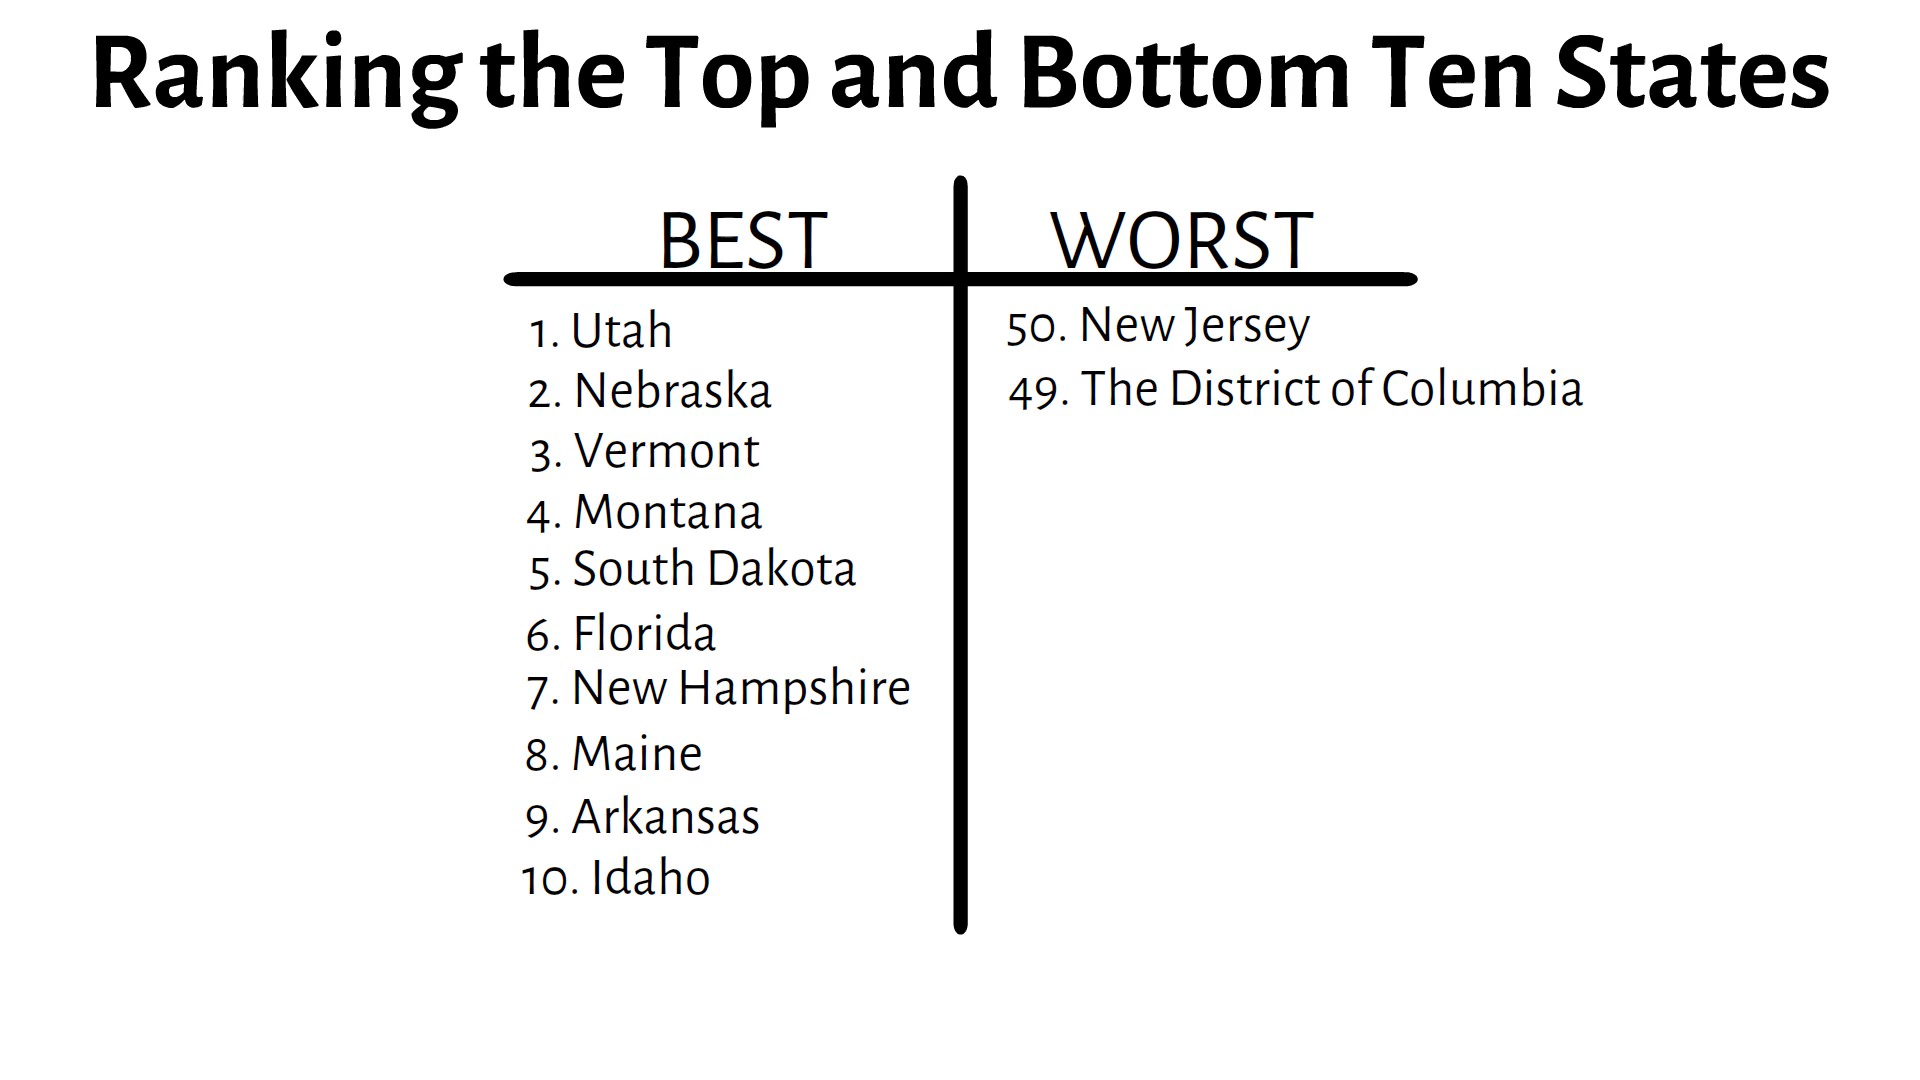 Ranking the Top and Bottom Ten States
BEST
1. Utah
2. Nebraska
3. Vermont
4. Montana
5. South Dakota
6. Florida
7. New Hampshire
8. Maine
9. Arkansas
10. Idaho
WORST
50. New Jersey
49. The District of Columbia